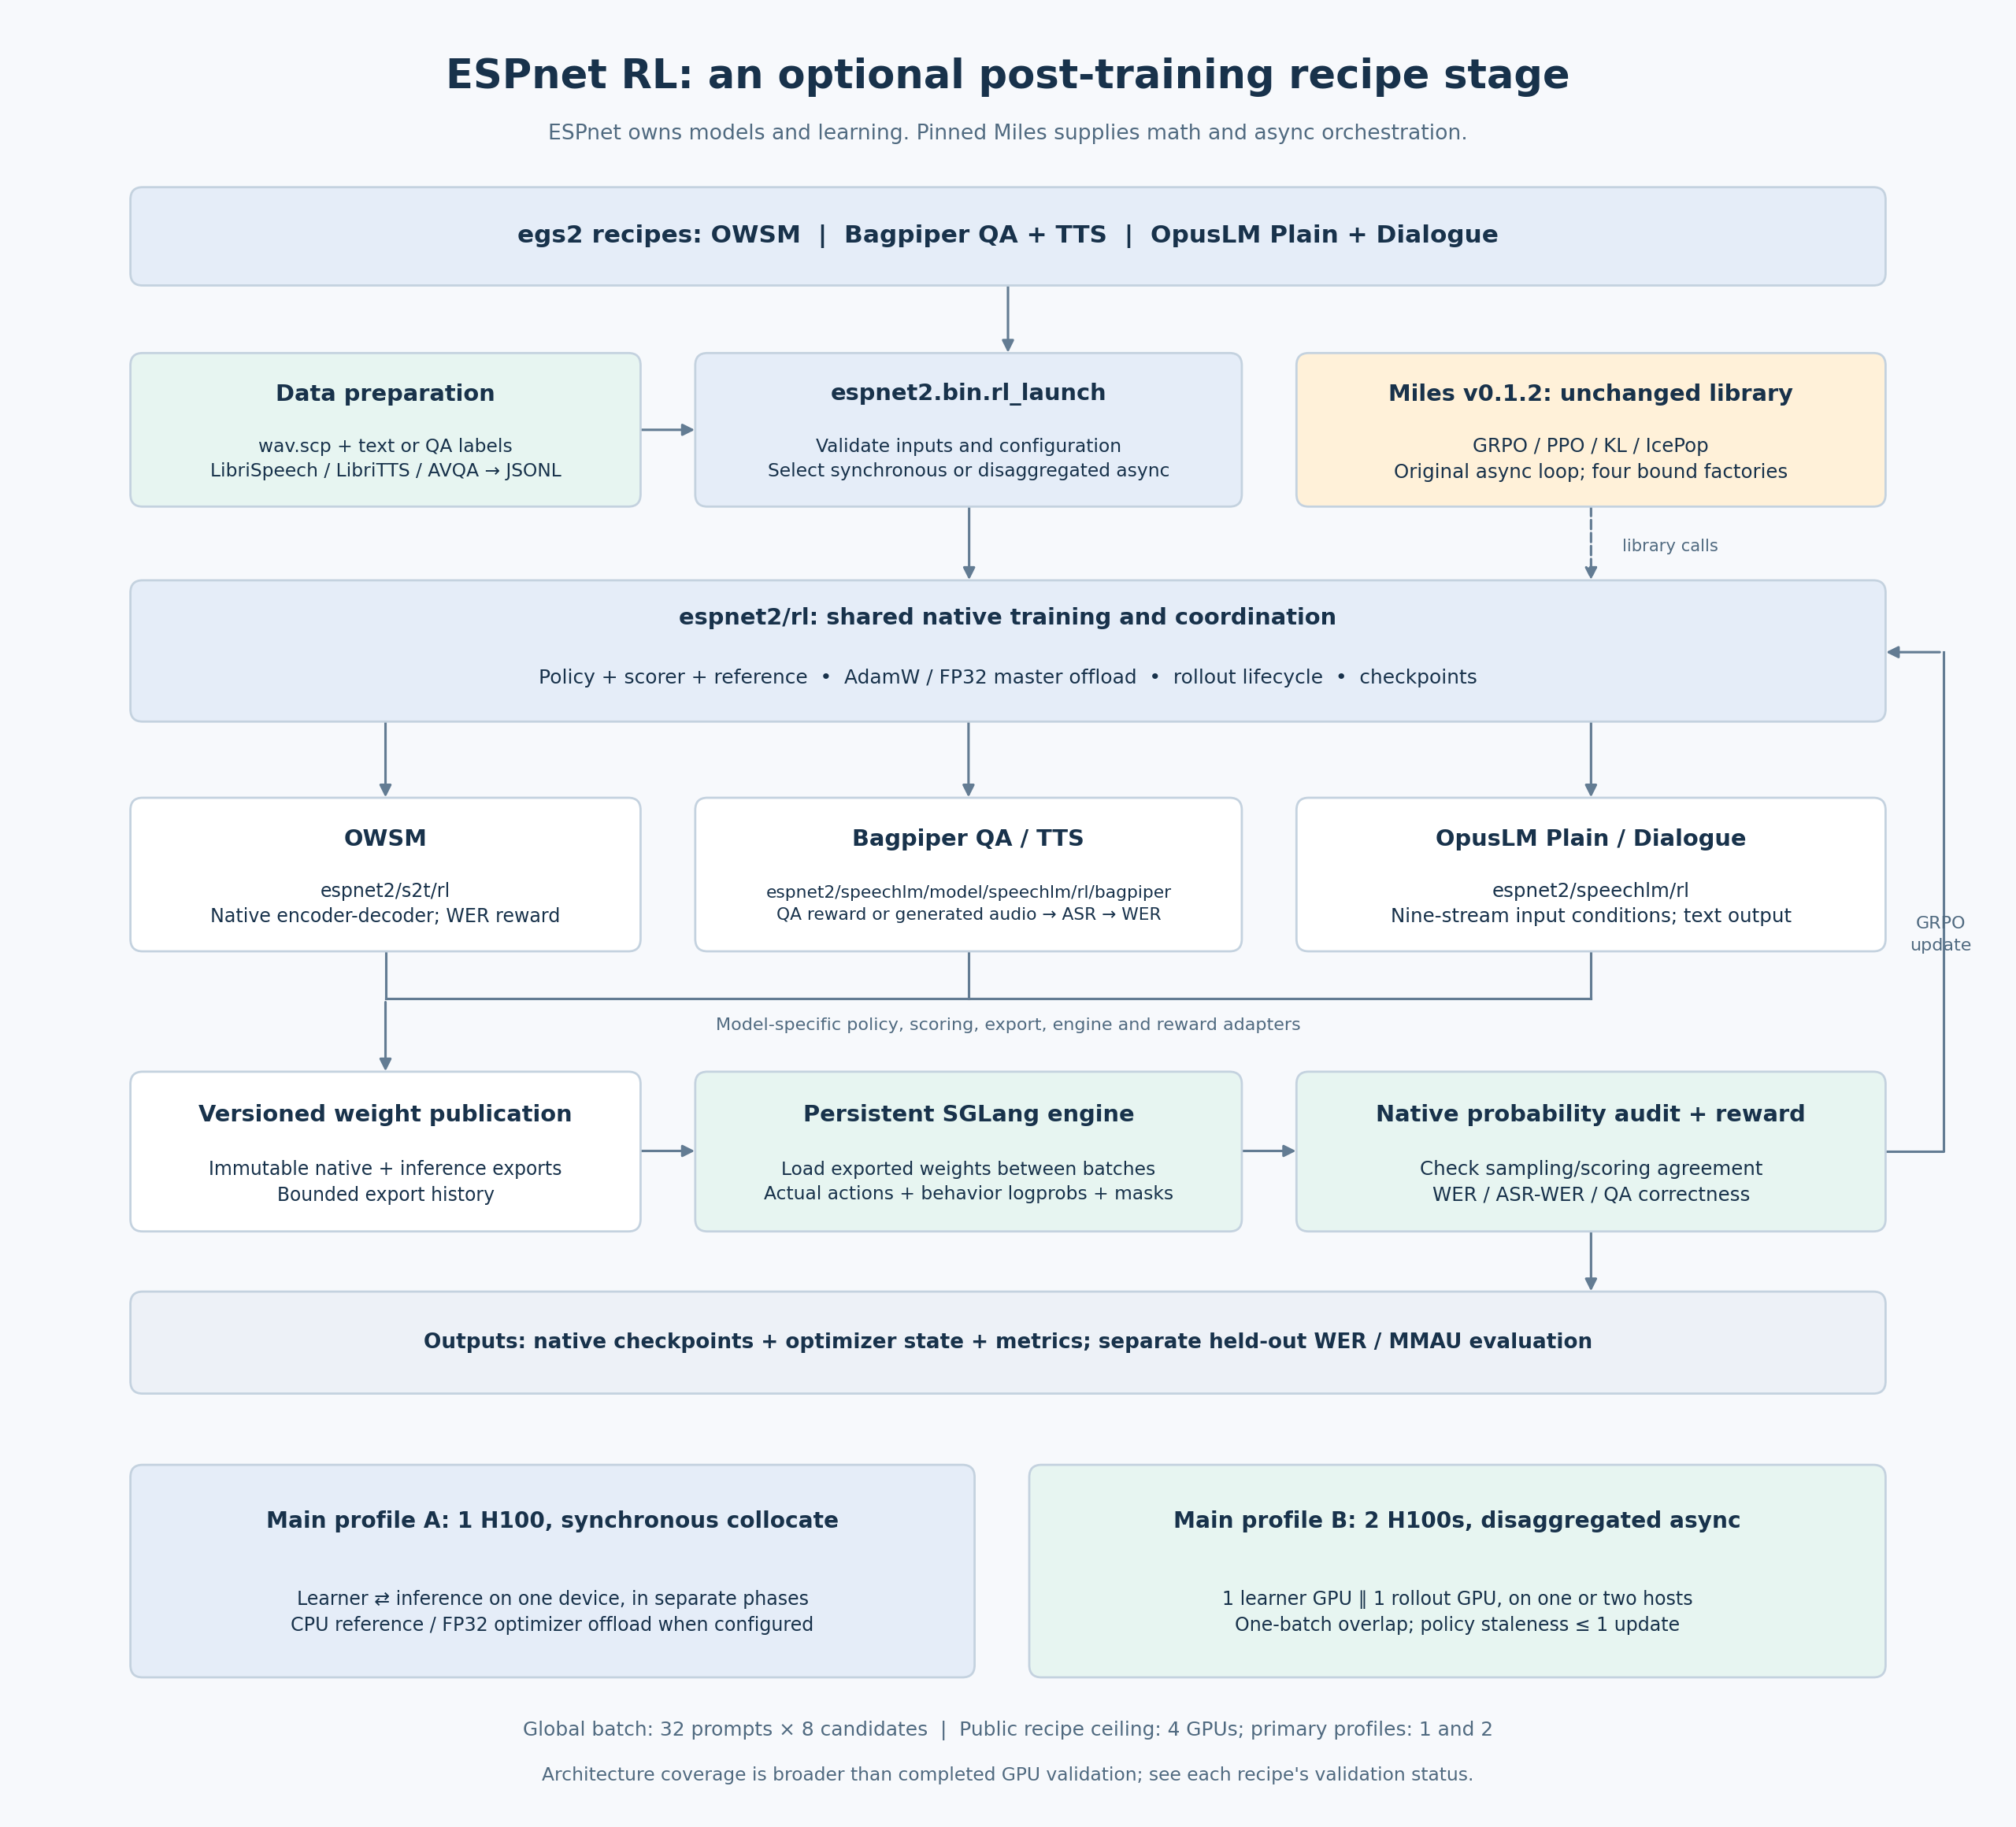 ESPnet RL: an optional post-training recipe stage
ESPnet owns models and learning. Pinned Miles supplies math and async orchestration.
egs2 recipes: OWSM | Bagpiper QA + TTS | OpusLM Plain + Dialogue
Data preparation
wav.scp + text or QA labels
LibriSpeech / LibriTTS / AVQA → JSONL
espnet2.bin.rl_launch
Validate inputs and configuration
Select synchronous or disaggregated async
Miles v0.1.2: unchanged library
GRPO / PPO / KL / IcePop
Original async loop; four bound factories
library calls
espnet2/rl: shared native training and coordination
Policy + scorer + reference • AdamW / FP32 master offload • rollout lifecycle • checkpoints
OWSM
espnet2/s2t/rl
Native encoder-decoder; WER reward
Bagpiper QA / TTS
espnet2/speechlm/model/speechlm/rl/bagpiper
QA reward or generated audio → ASR → WER
OpusLM Plain / Dialogue
espnet2/speechlm/rl
Nine-stream input conditions; text output
GRPO
update
Model-specific policy, scoring, export, engine and reward adapters
Versioned weight publication
Immutable native + inference exports
Bounded export history
Persistent SGLang engine
Load exported weights between batches
Actual actions + behavior logprobs + masks
Native probability audit + reward
Check sampling/scoring agreement
WER / ASR-WER / QA correctness
Outputs: native checkpoints + optimizer state + metrics; separate held-out WER / MMAU evaluation
Main profile A: 1 H100, synchronous collocate
Learner ⇄ inference on one device, in separate phases
CPU reference / FP32 optimizer offload when configured
Main profile B: 2 H100s, disaggregated async
1 learner GPU ∥ 1 rollout GPU, on one or two hosts
One-batch overlap; policy staleness ≤ 1 update
Global batch: 32 prompts × 8 candidates | Public recipe ceiling: 4 GPUs; primary profiles: 1 and 2
Architecture coverage is broader than completed GPU validation; see each recipe's validation status.